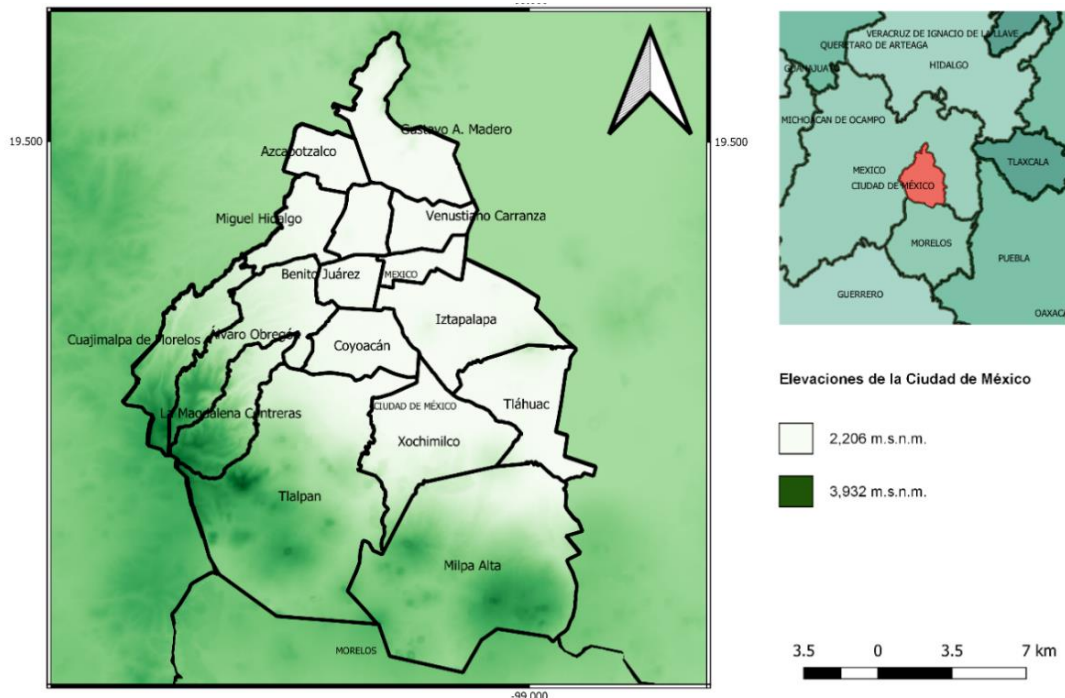 19.500
19.500
Gustavo A. Madero
Azcapotzalco
Miguel Hidalgo
Venustiano Carranza
Benito Juárez
MEXICO
Iztapalapa
Cuajimalpa de Morelos
Álvaro Obregón
Coyoacán
Tláhuac
La Magdalena Contreras
CIUDAD DE MÉXICO
Xochimilco
Tlalpan
Milpa Alta
MORELOS
-99.000
VERACRUZ DE IGNACIO DE LA LLAVE
QUERETARO DE ARTEAGA
HIDALGO
MICHOACAN DE OCAMPO
TLAXCALA
MEXICO
CIUDAD DE MÉXICO
MORELOS
PUEBLA
GUERRERO
OAXACA
Elevaciones de la Ciudad de México
2,206 m.s.n.m.
3,932 m.s.n.m.
3.5 0 3.5 7 km